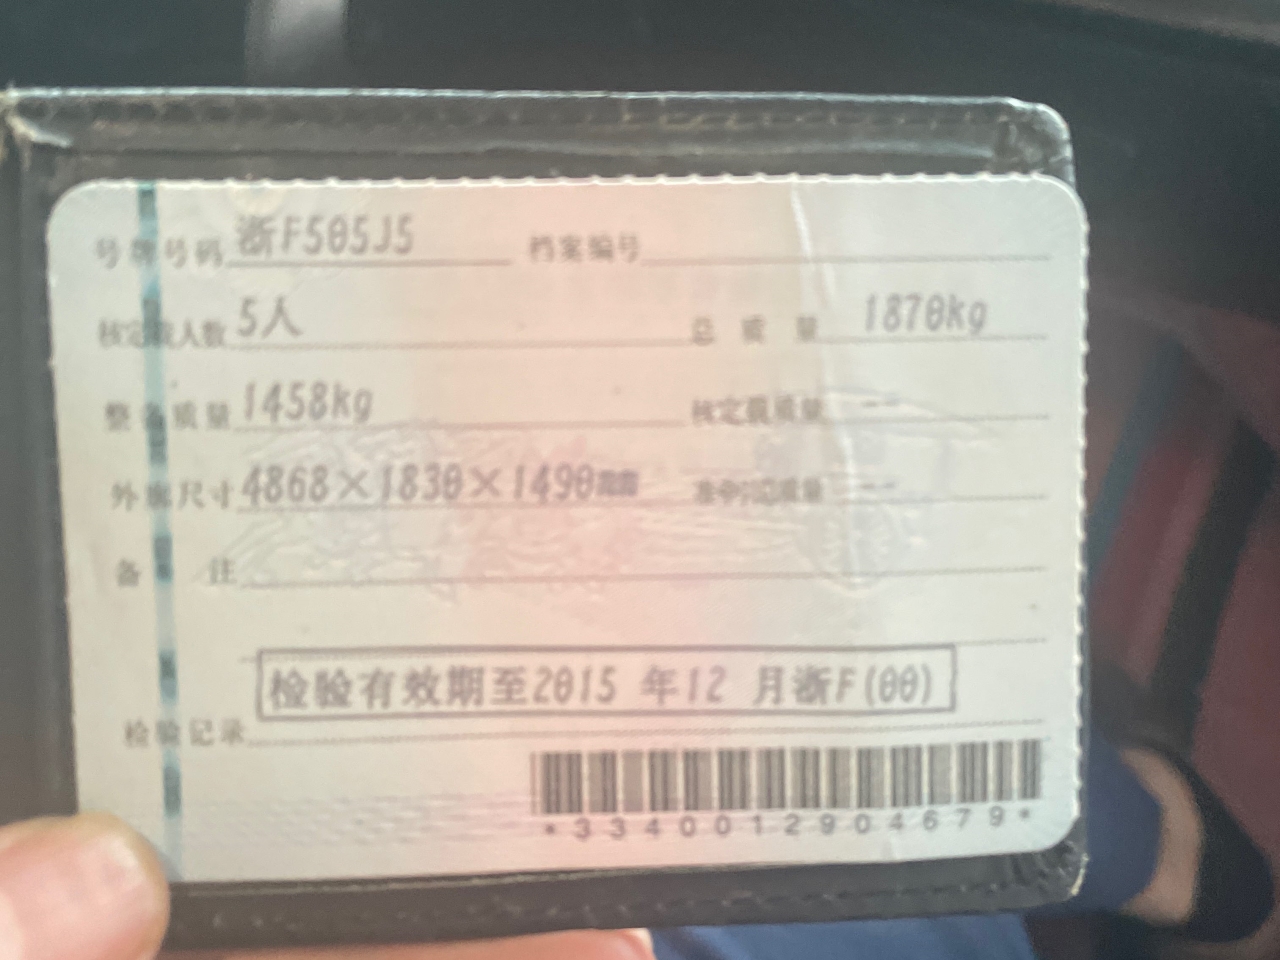 号牌号码 浙F505J5 档案编号
核定载人数 5人 总质量 1870kg
整备质量 1458kg 核定载质量 --
外廓尺寸 4868×1830×1490mm 准牵引总质量 --
备注
检验有效期至2015 年12 月浙F(00)
检验记录
*3340012904679*